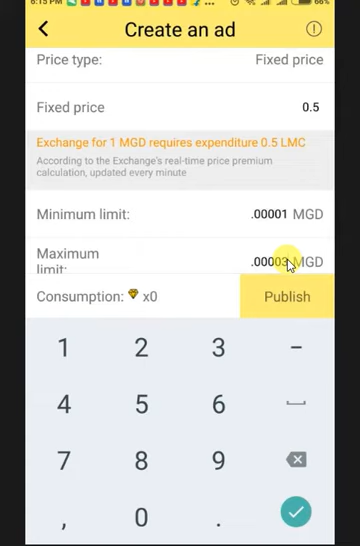 6:15 PM
66%
Create an ad
Price type: Fixed price
Fixed price 0.5
Exchange for 1 MGD requires expenditure 0.5 LMC
According to the Exchange's real-time price premium
calculation, updated every minute
Minimum limit: .00001 MGD
Maximum
limit: .00003 MGD
Consumption: x0 Publish
1 2 3 -
4 5 6
7 8 9
, 0 .